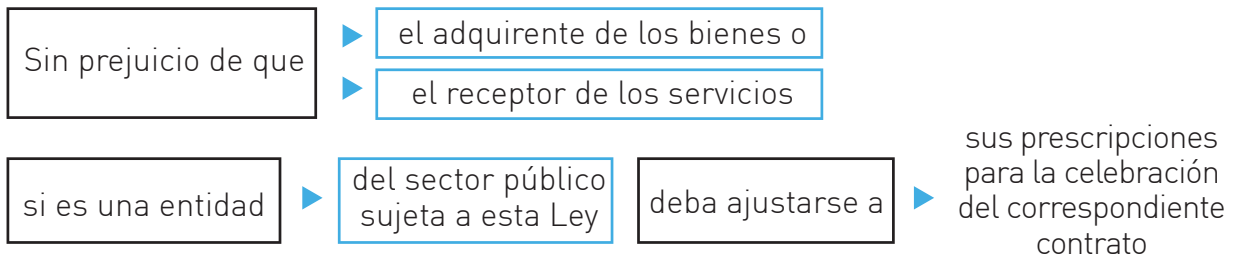 Sin prejuicio de que
el adquirente de los bienes o
el receptor de los servicios
si es una entidad
del sector público
sujeta a esta Ley
deba ajustarse a
sus prescripciones
para la celebración
del correspondiente
contrato